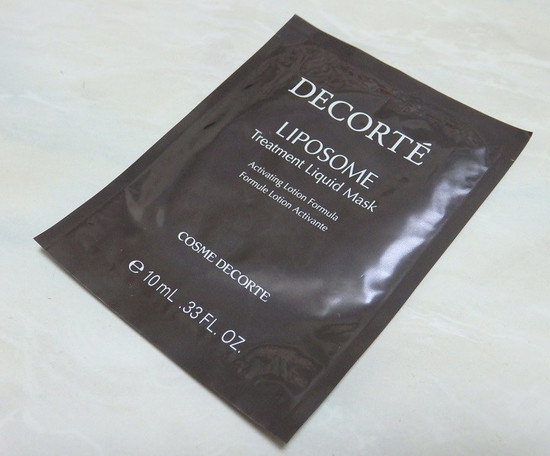 DECORTÉ
LIPOSOME
Treatment Liquid Mask
Activating Lotion Formula
Formule Lotion Activante
COSME DECORTE
℮ 10 mL .33 FL. OZ.